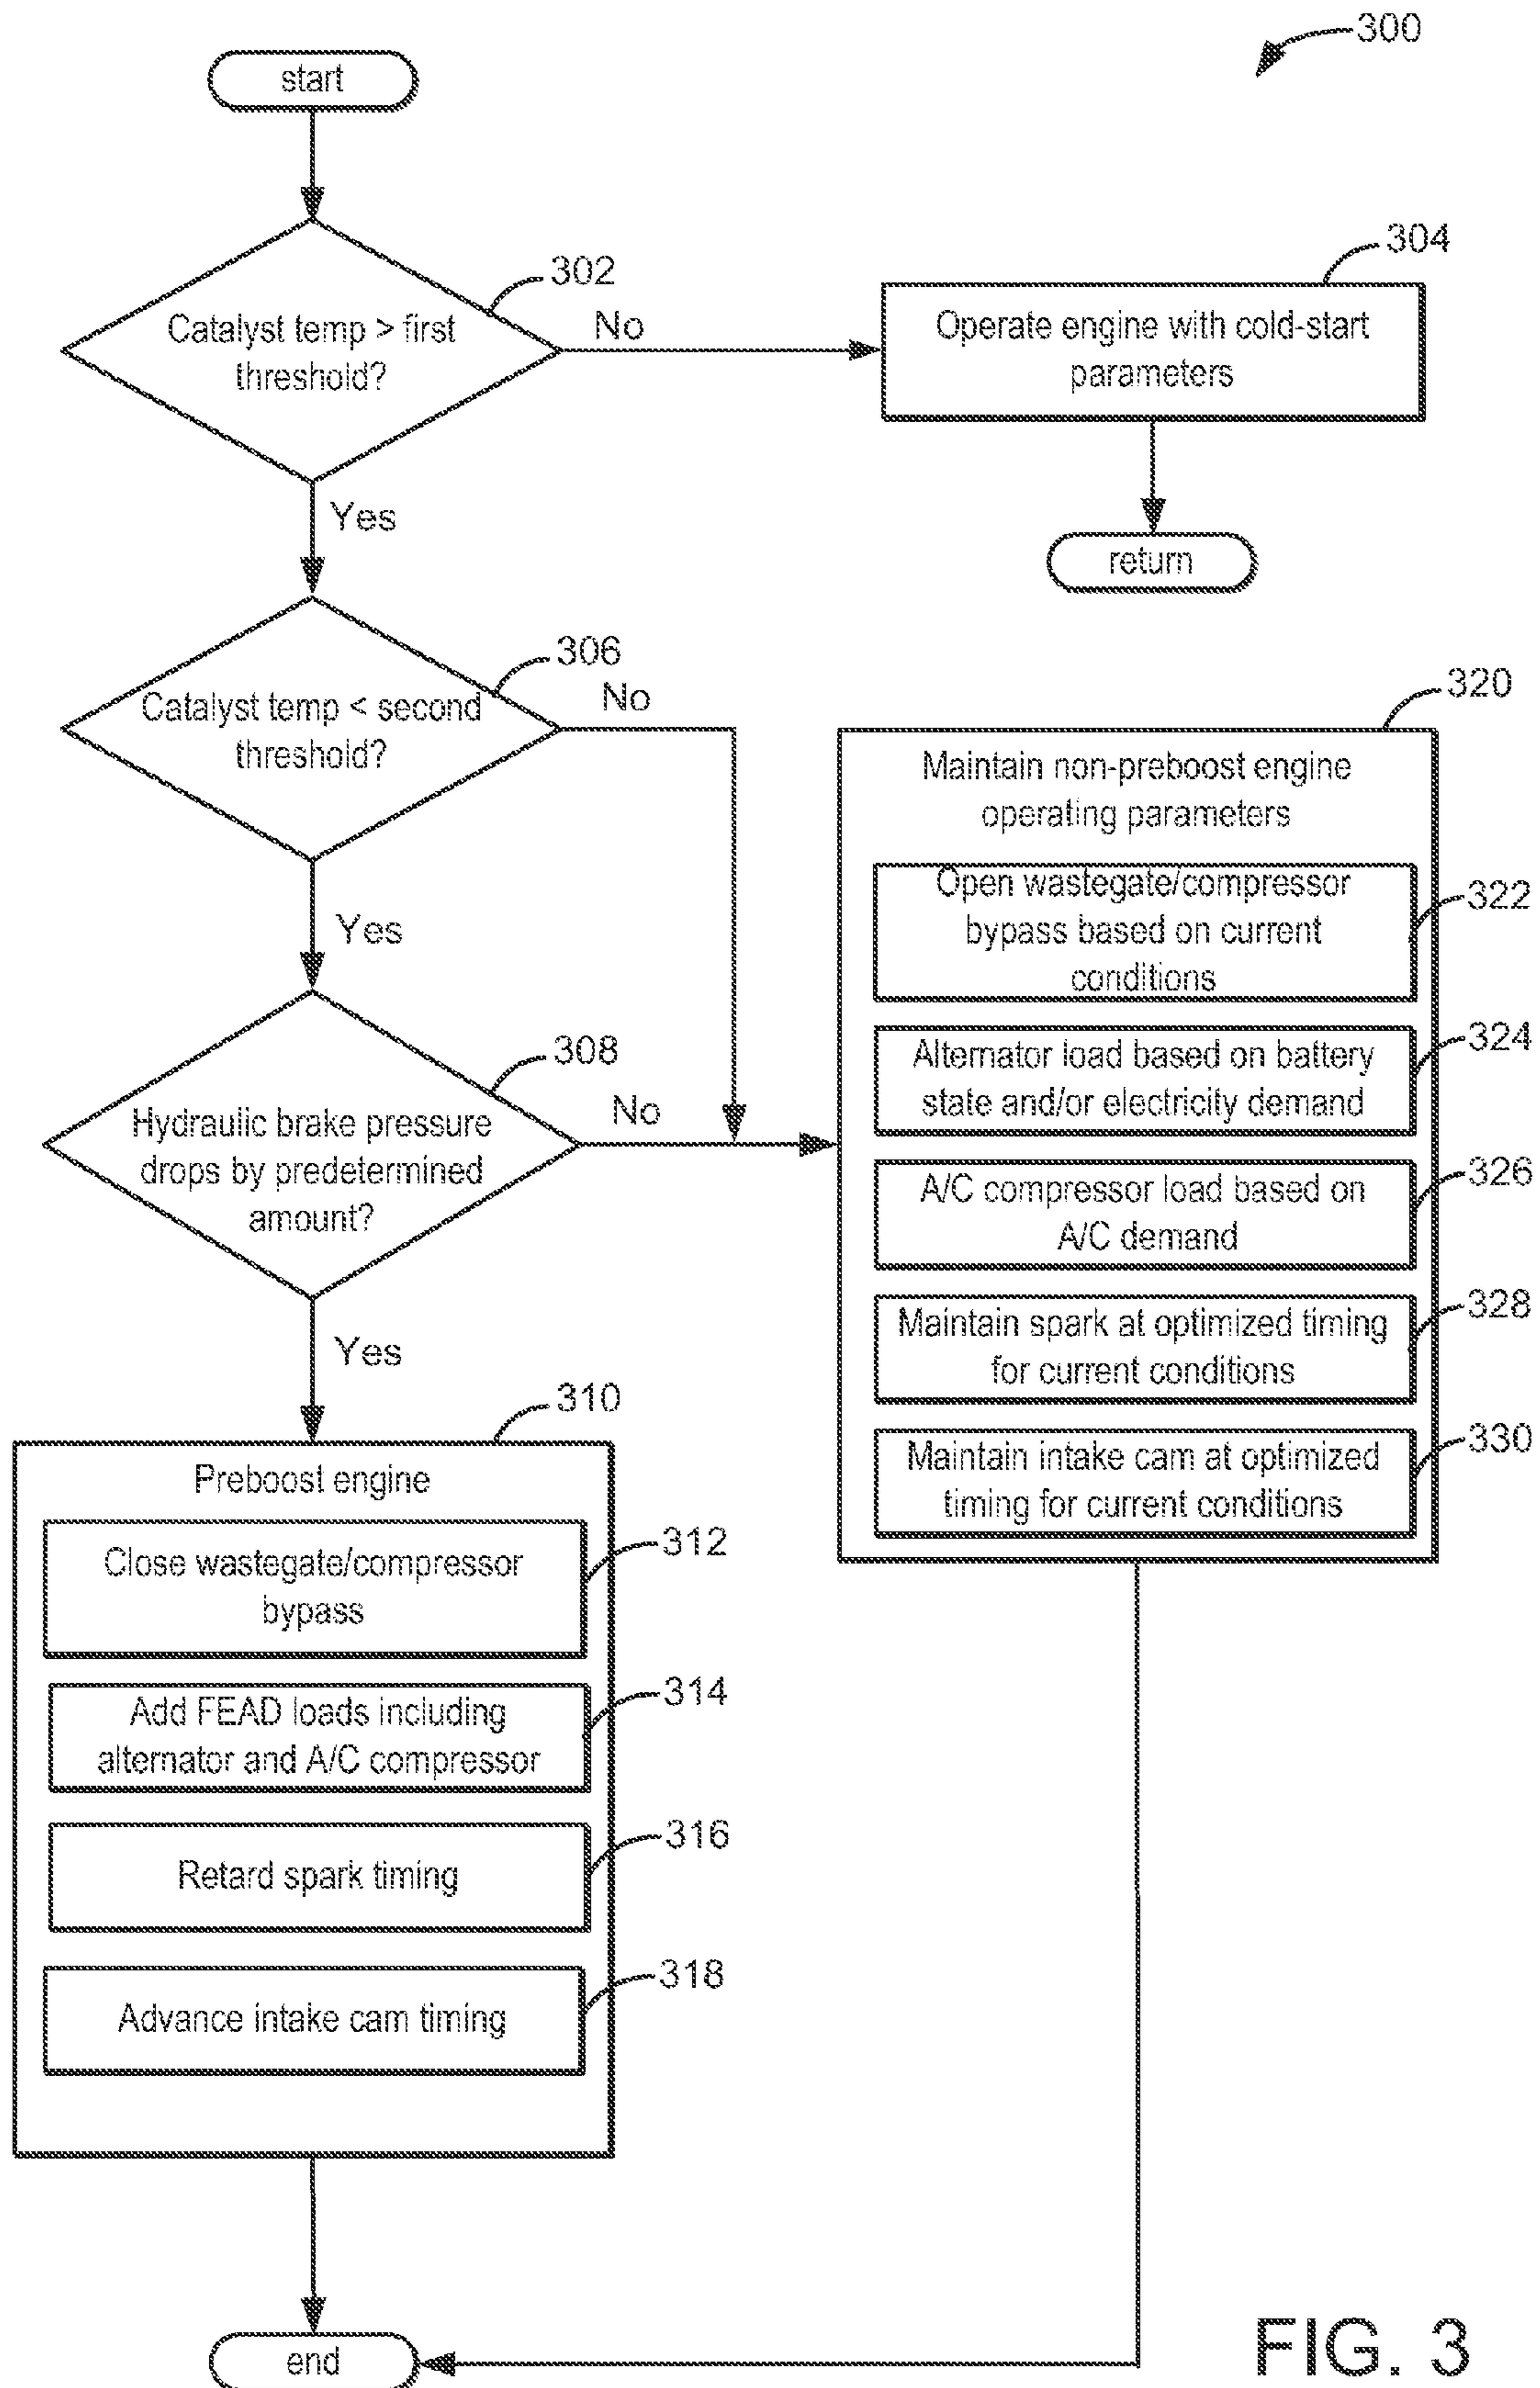 300
start
302
Catalyst temp > first
threshold?
No
304
Operate engine with cold-start
parameters
return
Yes
306
Catalyst temp < second
threshold?
No
Yes
308
Hydraulic brake pressure
drops by predetermined
amount?
No
Yes
310
Preboost engine
Close wastegate/compressor
bypass
312
Add FEAD loads including
alternator and A/C compressor
314
Retard spark timing
316
Advance intake cam timing
318
320
Maintain non-preboost engine
operating parameters
Open wastegate/compressor
bypass based on current
conditions
322
Alternator load based on battery
state and/or electricity demand
324
A/C compressor load based on
A/C demand
326
Maintain spark at optimized timing
for current conditions
328
Maintain intake cam at optimized
timing for current conditions
330
end
FIG. 3